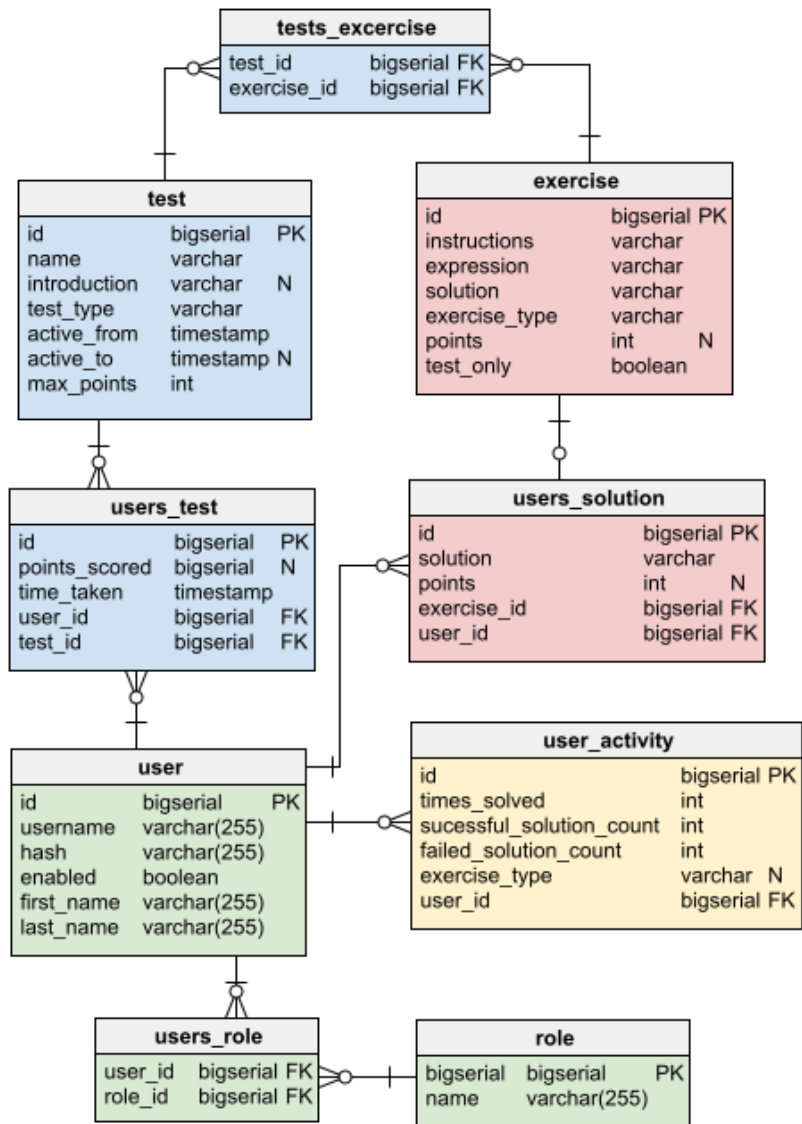 tests_excercise
test_id bigserial FK
exercise_id bigserial FK
test
id bigserial PK
name varchar
introduction varchar N
test_type varchar
active_from timestamp
active_to timestamp N
max_points int
exercise
id bigserial PK
instructions varchar
expression varchar
solution varchar
exercise_type varchar
points int N
test_only boolean
users_test
id bigserial PK
points_scored bigserial N
time_taken timestamp
user_id bigserial FK
test_id bigserial FK
users_solution
id bigserial PK
solution varchar
points int N
exercise_id bigserial FK
user_id bigserial FK
user
id bigserial PK
username varchar(255)
hash varchar(255)
enabled boolean
first_name varchar(255)
last_name varchar(255)
user_activity
id bigserial PK
times_solved int
sucessful_solution_count int
failed_solution_count int
exercise_type varchar N
user_id bigserial FK
users_role
user_id bigserial FK
role_id bigserial FK
role
bigserial bigserial PK
name varchar(255)